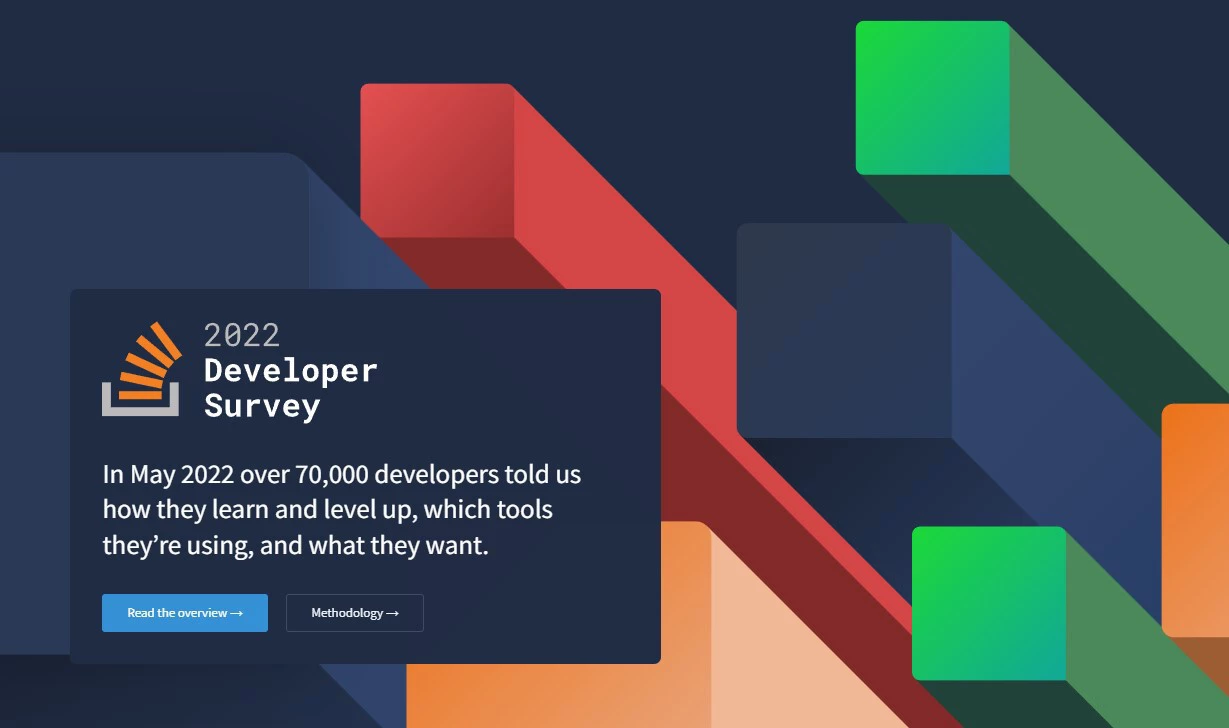 2022
Developer
Survey
In May 2022 over 70,000 developers told us
how they learn and level up, which tools
they’re using, and what they want.
Read the overview →
Methodology →